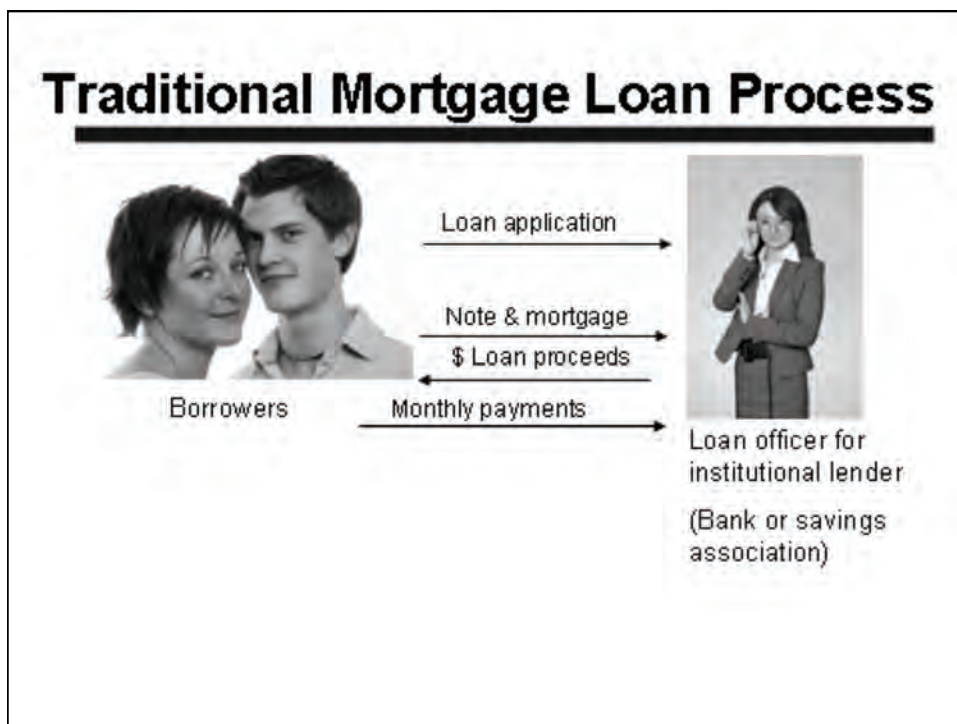 Traditional Mortgage Loan Process
Loan application
Note & mortgage
$ Loan proceeds
Monthly payments
Borrowers
Loan officer for
institutional lender
(Bank or savings
association)